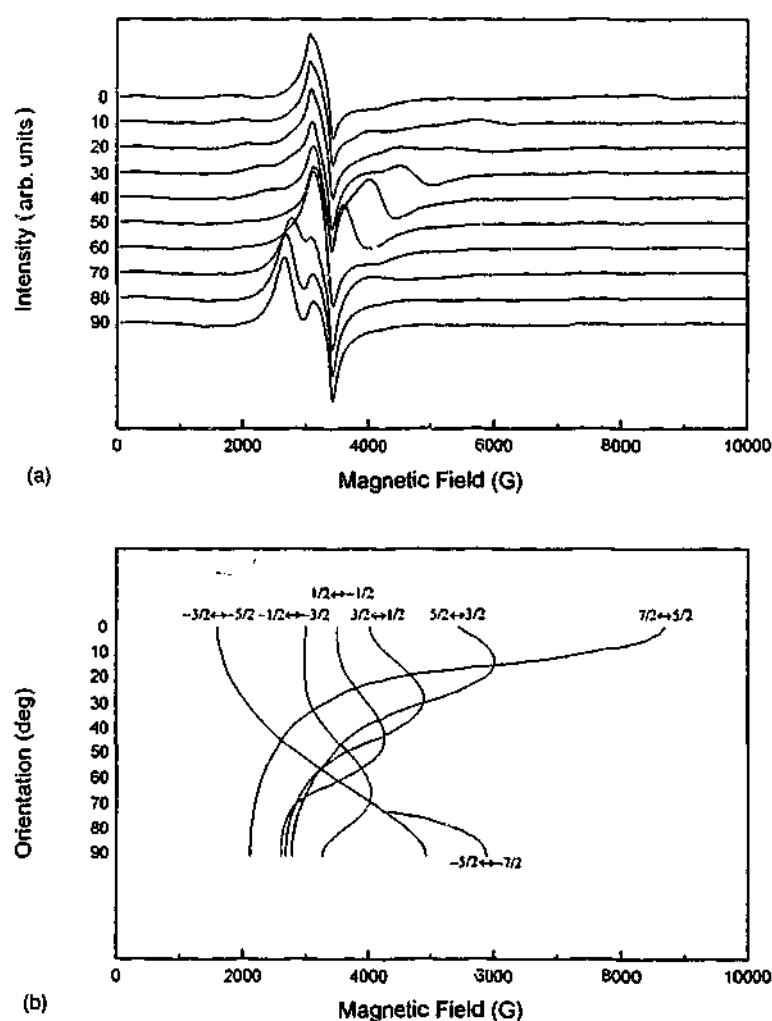 Intensity (arb. units)
0
10
20
30
40
50
60
70
80
90
0 2000 4000 6000 8000 10000
Magnetic Field (G)
(a)
Orientation (deg)
1/2↔-1/2
-3/2↔-5/2 -1/2↔-3/2 3/2↔1/2 5/2↔3/2 7/2↔5/2
0
10
20
30
40
50
60
70
80
90
-5/2↔-7/2
0 2000 4000 6000 8000 10000
Magnetic Field (G)
(b)